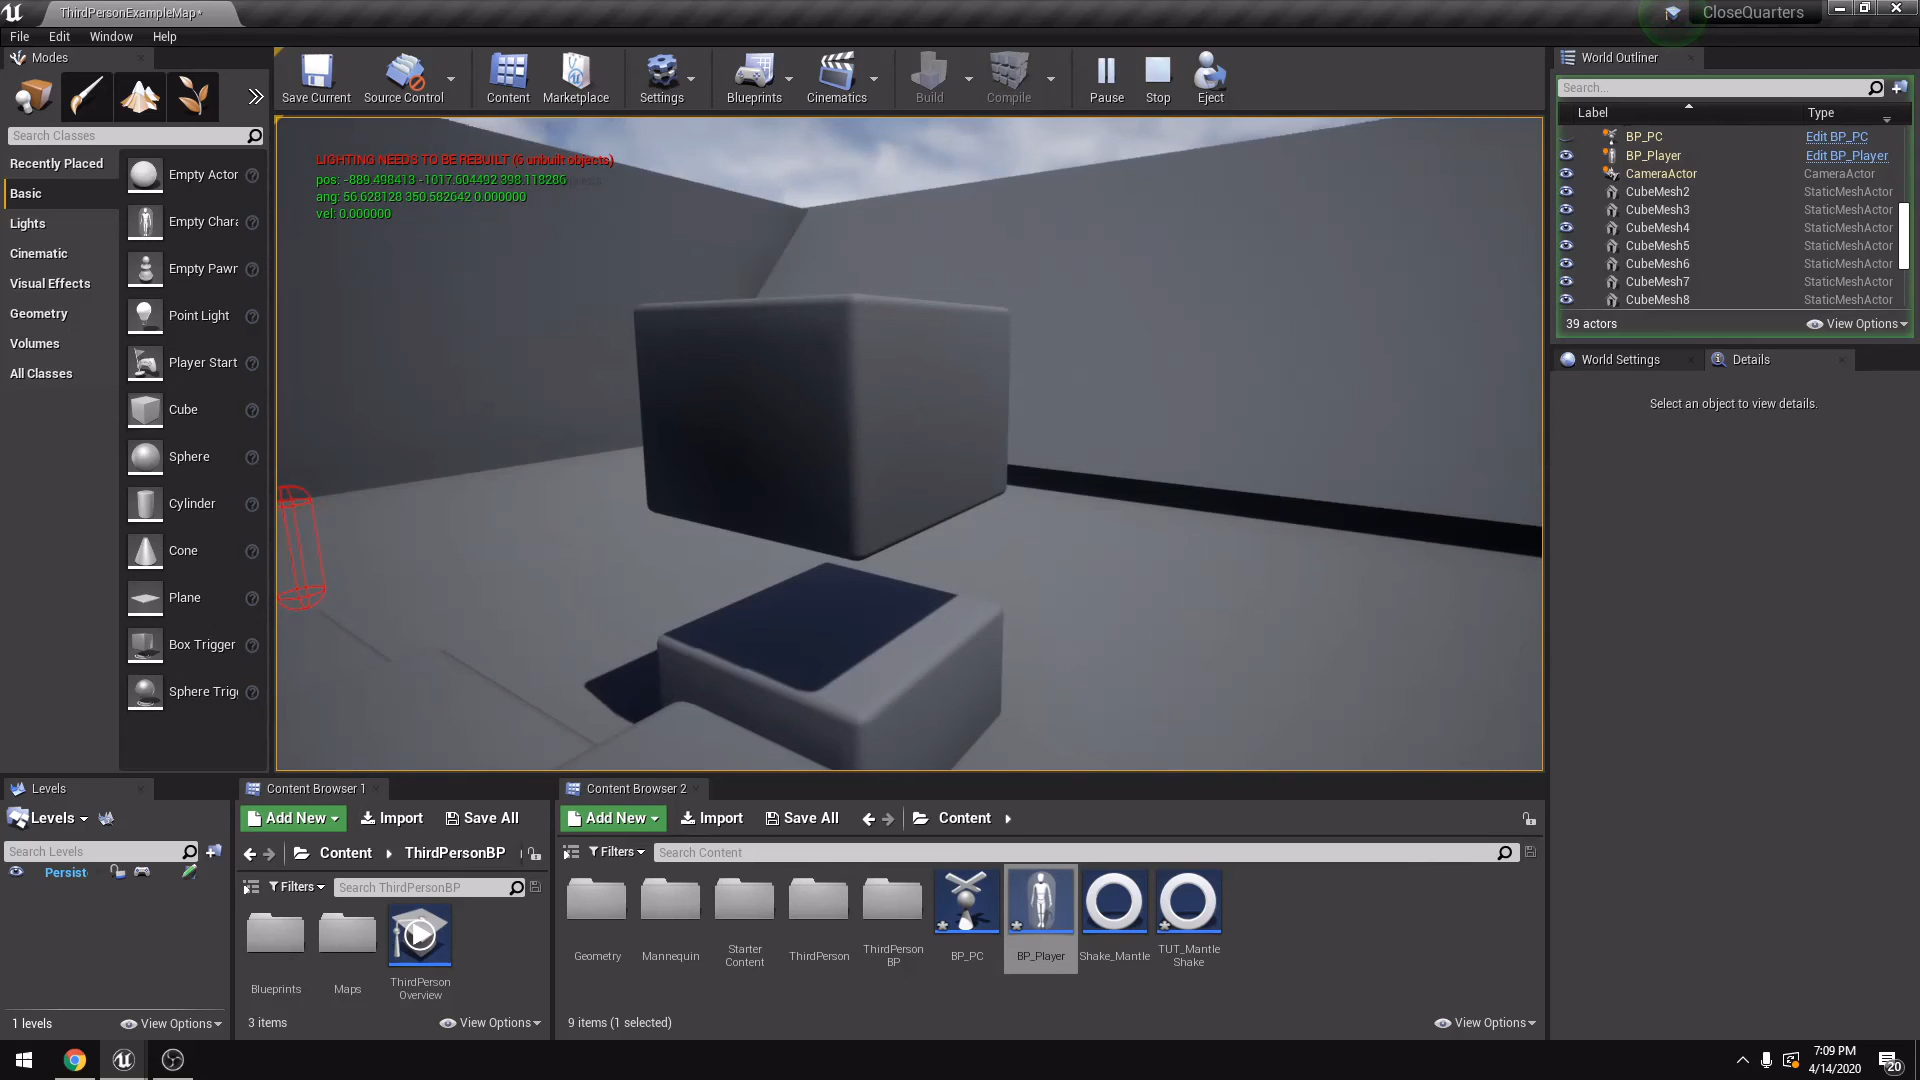 ThirdPersonExampleMap*
CloseQuarters
File Edit Window Help
Modes
Save Current
Source Control
Content
Marketplace
Settings
Blueprints
Cinematics
Build
Compile
Pause
Stop
Eject
World Outliner
Search...
Label Type
BP_PC Edit BP_PC
BP_Player Edit BP_Player
CameraActor CameraActor
CubeMesh2 StaticMeshActor
CubeMesh3 StaticMeshActor
CubeMesh4 StaticMeshActor
CubeMesh5 StaticMeshActor
CubeMesh6 StaticMeshActor
CubeMesh7 StaticMeshActor
CubeMesh8 StaticMeshActor
39 actors View Options
World Settings Details
Select an object to view details.
Search Classes
Recently Placed
Basic
Lights
Cinematic
Visual Effects
Geometry
Volumes
All Classes
Empty Actor
Empty Chara
Empty Pawn
Point Light
Player Start
Cube
Sphere
Cylinder
Cone
Plane
Box Trigger
Sphere Trig
LIGHTING NEEDS TO BE REBUILT (6 unbuilt objects)
pos: -889.498413 -1017.604492 398.118286
ang: 56.628128 350.582642 0.000000
vel: 0.000000
Levels
Levels
Search Levels
Persist
1 levels View Options
Content Browser 1
Add New Import Save All
Content ThirdPersonBP
Filters Search ThirdPersonBP
Blueprints
Maps
ThirdPerson
Overview
3 items View Options
Content Browser 2
Add New Import Save All Content
Filters Search Content
Geometry
Mannequin
Starter
Content
ThirdPerson
ThirdPerson
BP
BP_PC
BP_Player
Shake_Mantle
TUT_Mantle
Shake
9 items (1 selected) View Options
7:09 PM
4/14/2020
20